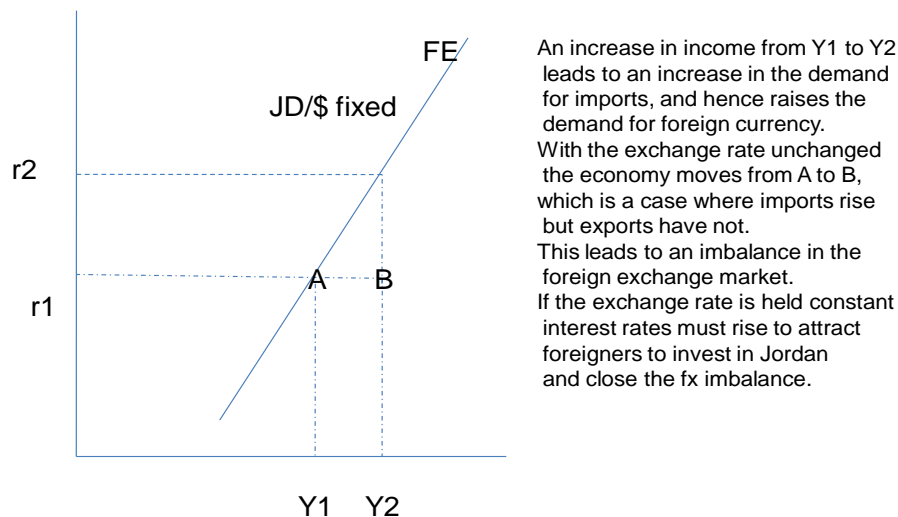 FE
JD/$ fixed
r2
A
B
r1
Y1
Y2
An increase in income from Y1 to Y2
leads to an increase in the demand
for imports, and hence raises the
demand for foreign currency.
With the exchange rate unchanged
the economy moves from A to B,
which is a case where imports rise
but exports have not.
This leads to an imbalance in the
foreign exchange market.
If the exchange rate is held constant
interest rates must rise to attract
foreigners to invest in Jordan
and close the fx imbalance.